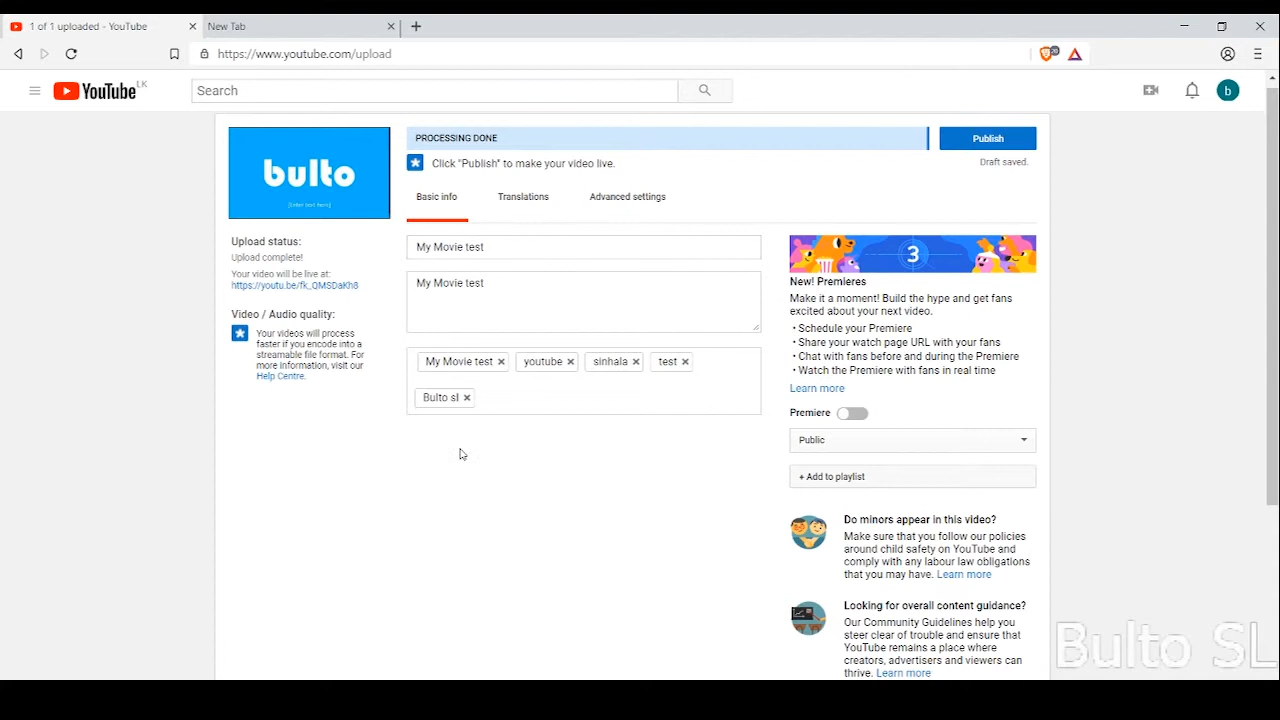 1 of 1 uploaded - YouTube
New Tab
https://www.youtube.com/upload
20
YouTube LK
Search
b
bulto
[Enter text here]
PROCESSING DONE
Publish
Click "Publish" to make your video live.
Draft saved.
Basic info
Translations
Advanced settings
Upload status:
Upload complete!
Your video will be live at:
https://youtu.be/fk_QMSDaKh8
Video / Audio quality:
Your videos will process
faster if you encode into a
streamable file format. For
more information, visit our
Help Centre.
My Movie test
My Movie test
My Movie test
youtube
sinhala
test
Bulto sl
3
New! Premieres
Make it a moment! Build the hype and get fans
excited about your next video.
• Schedule your Premiere
• Share your watch page URL with your fans
• Chat with fans before and during the Premiere
• Watch the Premiere with fans in real time
Learn more
Premiere
Public
+ Add to playlist
Do minors appear in this video?
Make sure that you follow our policies
around child safety on YouTube and
comply with any labour law obligations
that you may have. Learn more
Looking for overall content guidance?
Our Community Guidelines help you
steer clear of trouble and ensure that
YouTube remains a place where
creators, advertisers and viewers can
thrive. Learn more
Bulto SL